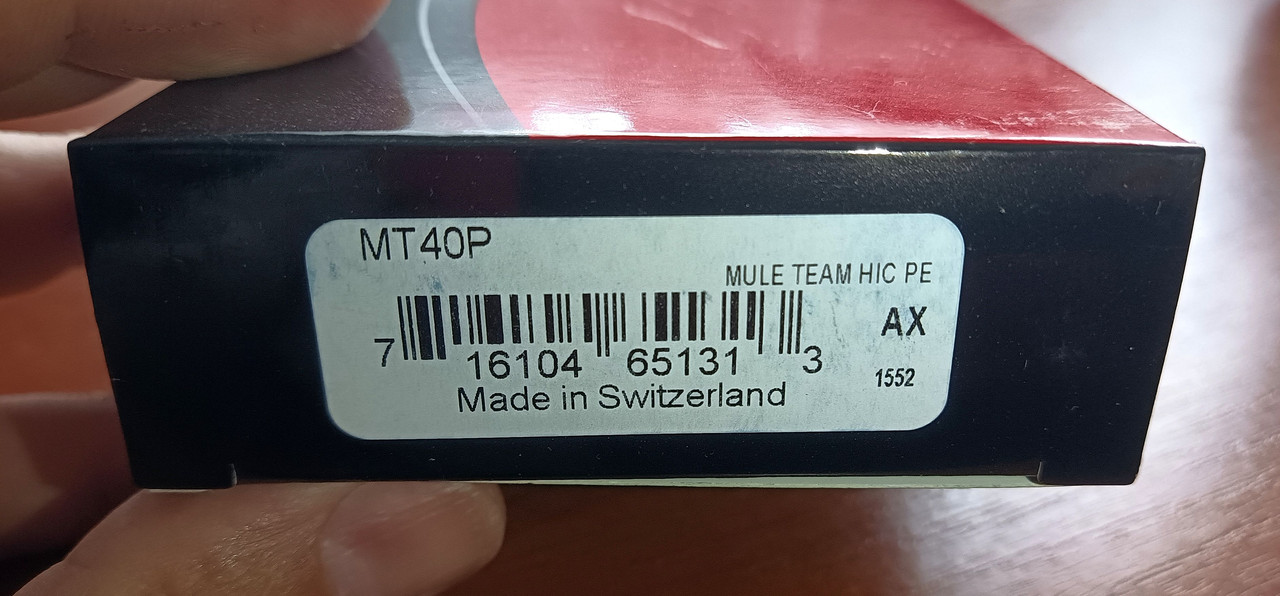 MT40P
MULE TEAM HIC PE
AX
7 16104 65131 3
1552
Made in Switzerland